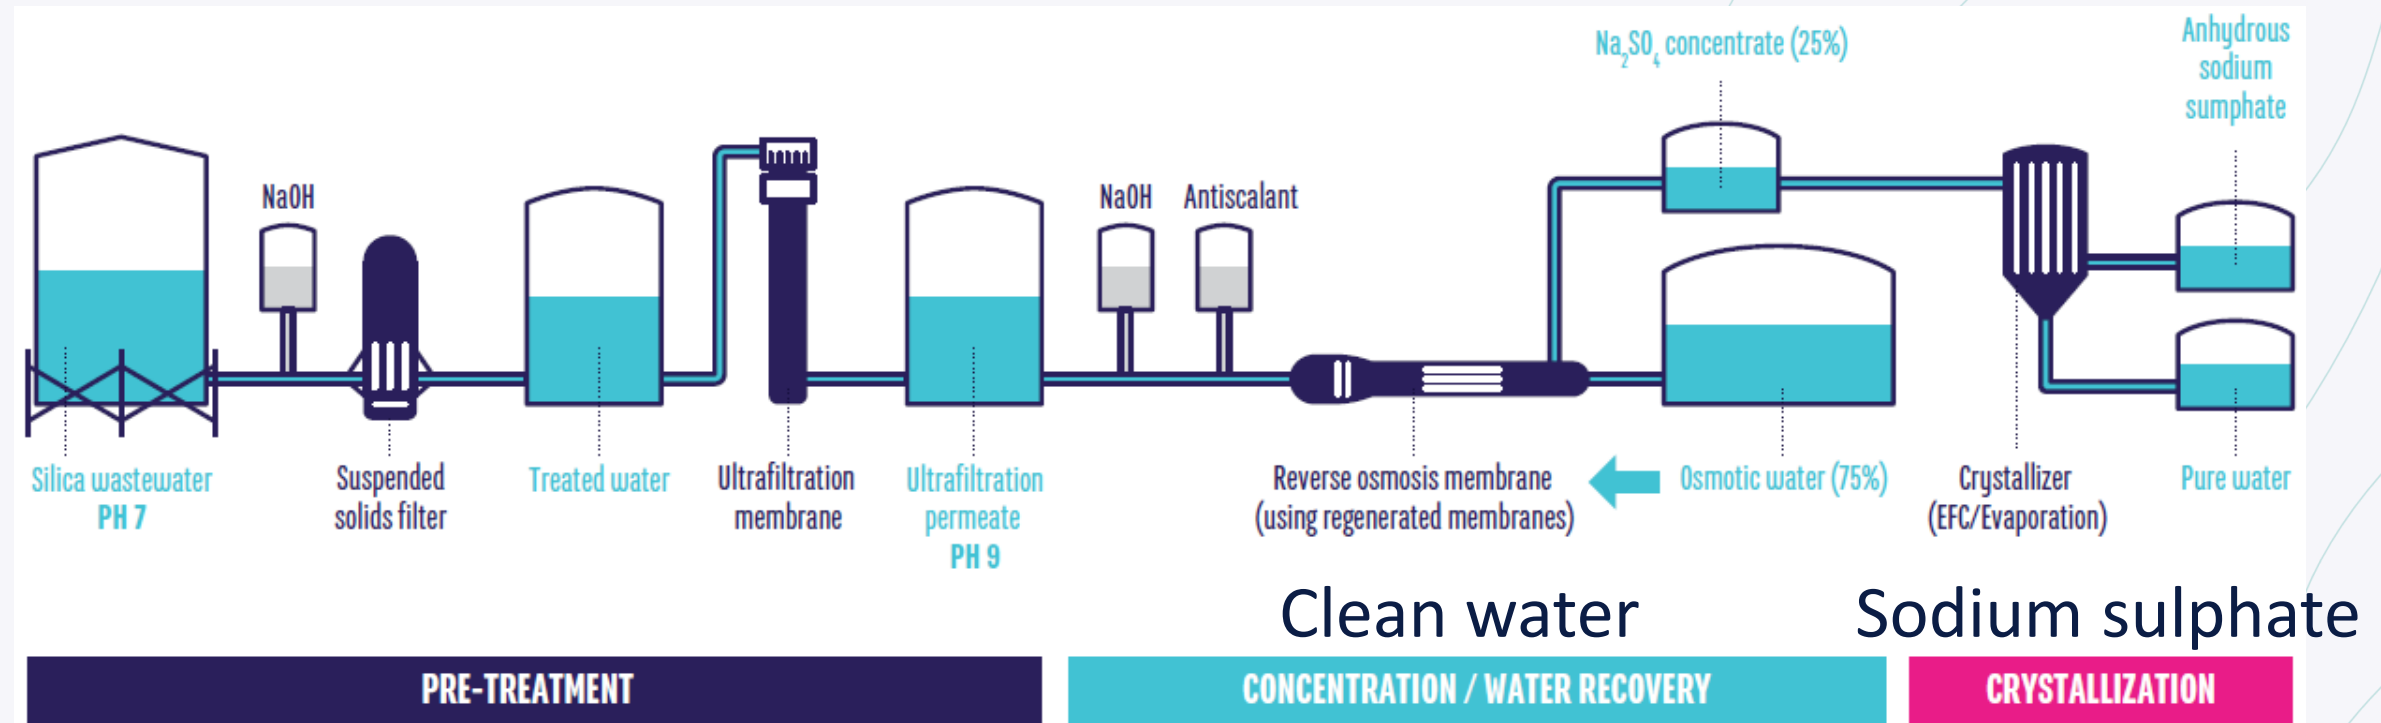 Na₂SO₄ concentrate (25%)
Anhydrous
sodium
sumphate
NaOH
NaOH
Antiscalant
Silica wastewater
PH 7
Suspended
solids filter
Treated water
Ultrafiltration
membrane
Ultrafiltration
permeate
PH 9
Reverse osmosis membrane
(using regenerated membranes)
Osmotic water (75%)
Crystallizer
(EFC/Evaporation)
Pure water
Clean water
Sodium sulphate
PRE-TREATMENT
CONCENTRATION / WATER RECOVERY
CRYSTALLIZATION